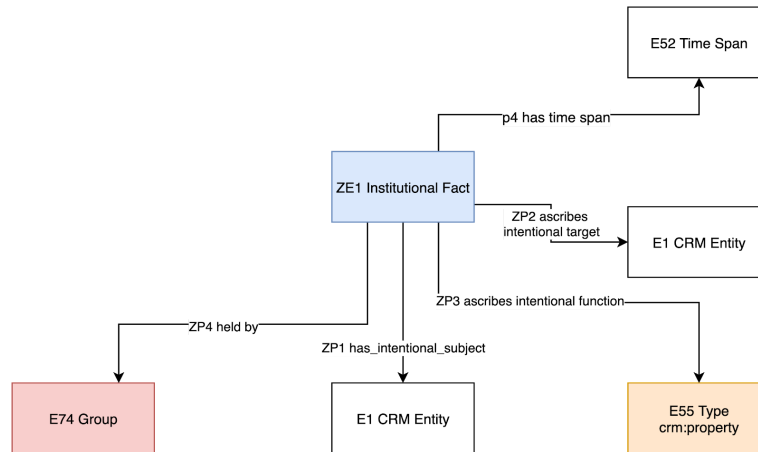 E52 Time Span
p4 has time span
ZE1 Institutional Fact
ZP2 ascribes
intentional target
E1 CRM Entity
ZP3 ascribes intentional function
ZP4 held by
ZP1 has_intentional_subject
E74 Group
E1 CRM Entity
E55 Type
crm:property